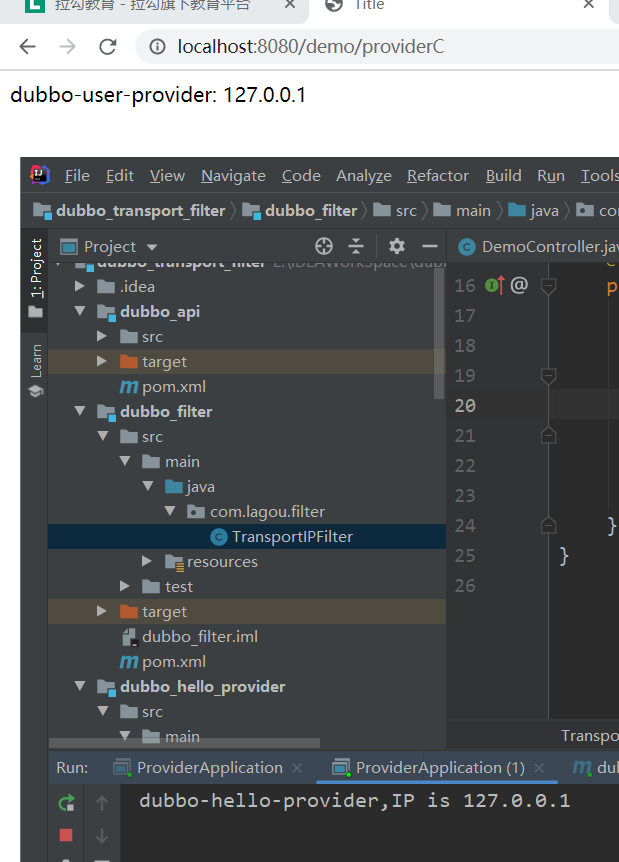 拉勾教育 - 拉勾旗下教育平台
Title
localhost:8080/demo/providerC
dubbo-user-provider: 127.0.0.1
File Edit View Navigate Code Analyze Refactor Build Run Tools
dubbo_transport_filter dubbo_filter src main java
Project
DemoController.jav
1: Project
Learn
dubbo_transport_filter
.idea
dubbo_api
src
target
pom.xml
dubbo_filter
src
main
java
com.lagou.filter
TransportIPFilter
resources
test
target
dubbo_filter.iml
pom.xml
dubbo_hello_provider
src
main
16 @ p
17
18
19
20
21
22
23
24 }
25 }
26
Transpo
Run: ProviderApplication ProviderApplication (1) dub
dubbo-hello-provider,IP is 127.0.0.1